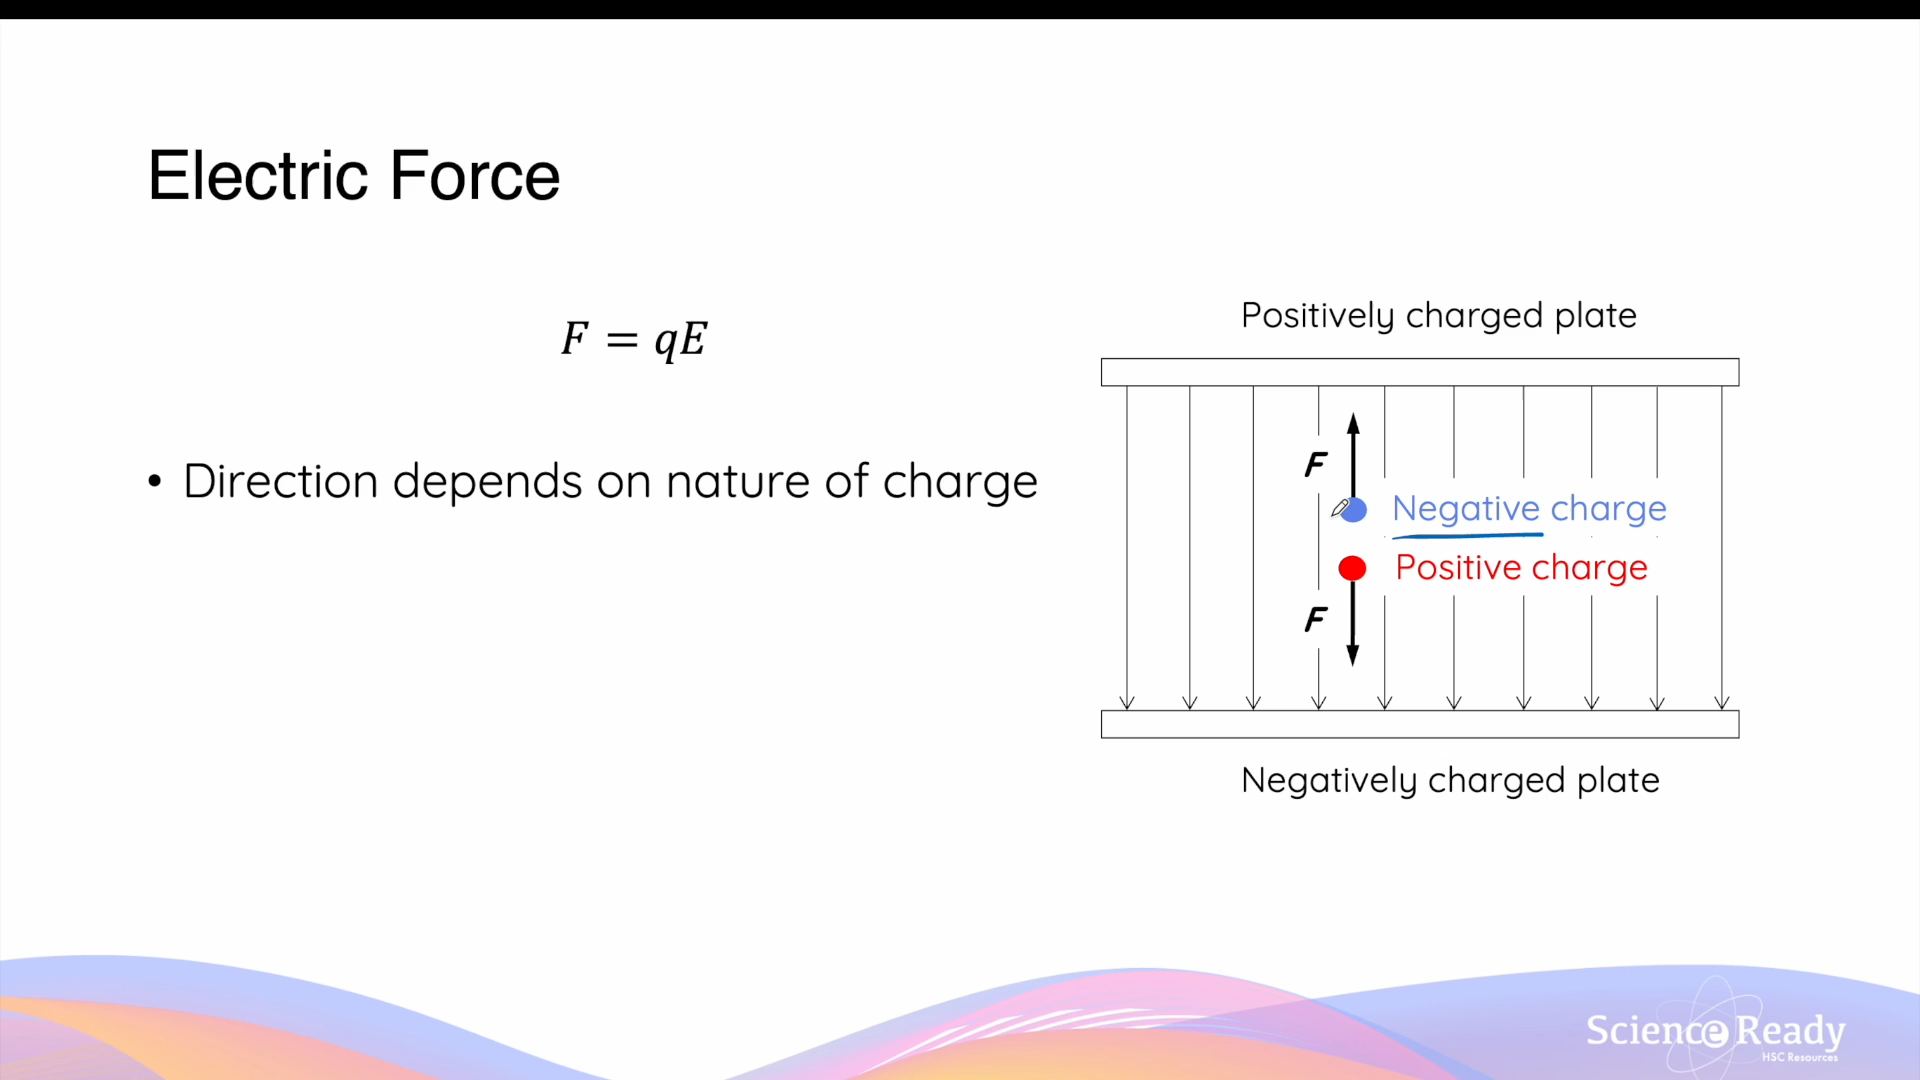 Electric Force
F = qE
• Direction depends on nature of charge
Positively charged plate
F
Negative charge
Positive charge
F
Negatively charged plate
Science Ready
HSC Resources